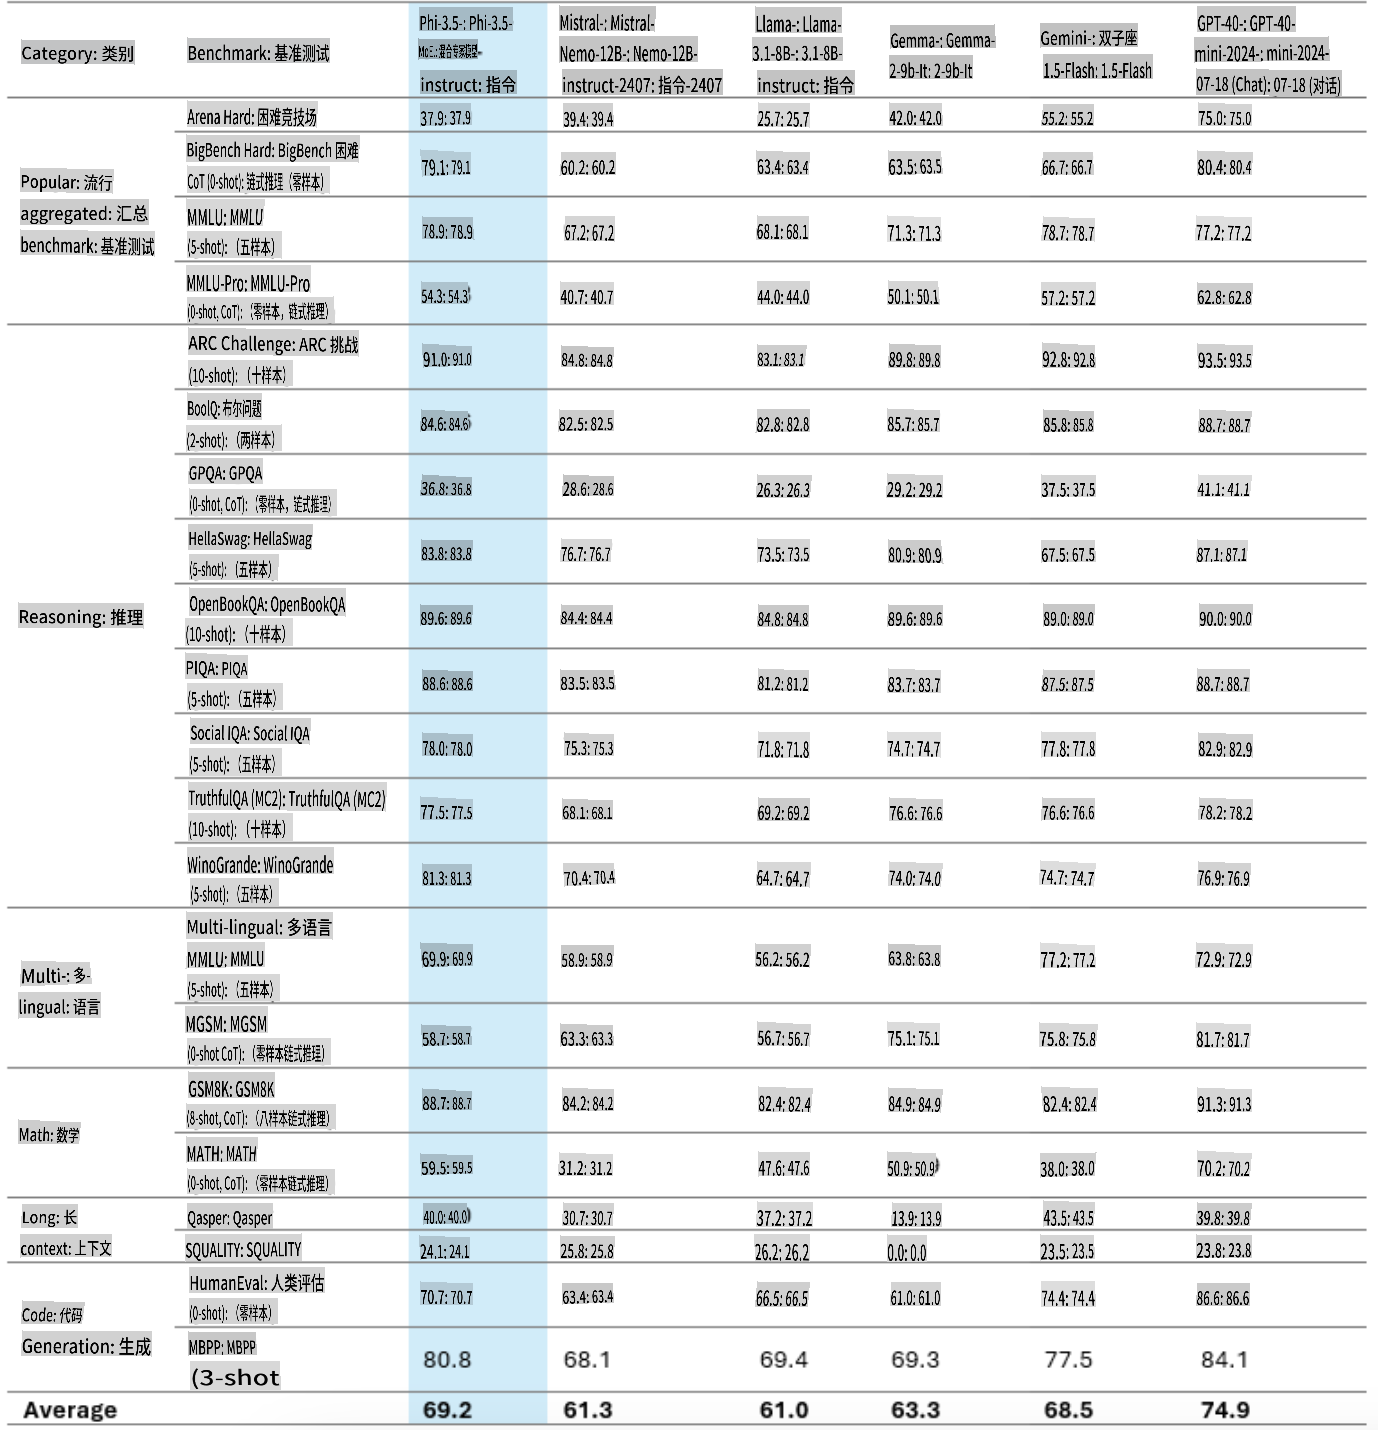 Category: 类别
Benchmark: 基准测试
Phi-3.5-: Phi-3.5-
MoE-: 混合专家模型-
instruct: 指令
Mistral-: Mistral-
Nemo-12B-: Nemo-12B-
instruct-2407: 指令-2407
Llama-: Llama-
3.1-8B-: 3.1-8B-
instruct: 指令
Gemma-: Gemma-
2-9b-It: 2-9b-It
Gemini-: 双子座
1.5-Flash: 1.5-Flash
GPT-40-: GPT-40-
mini-2024-: mini-2024-
07-18 (Chat): 07-18 (对话)
Popular: 流行
aggregated: 汇总
benchmark: 基准测试
Arena Hard: 困难竞技场
37.9: 37.9
39.4: 39.4
25.7: 25.7
42.0: 42.0
55.2: 55.2
75.0: 75.0
BigBench Hard: BigBench 困难
CoT (0-shot): 链式推理（零样本）
79.1: 79.1
60.2: 60.2
63.4: 63.4
63.5: 63.5
66.7: 66.7
80.4: 80.4
MMLU: MMLU
(5-shot):（五样本）
78.9: 78.9
67.2: 67.2
68.1: 68.1
71.3: 71.3
78.7: 78.7
77.2: 77.2
MMLU-Pro: MMLU-Pro
(0-shot, CoT):（零样本，链式推理）
54.3: 54.3
40.7: 40.7
44.0: 44.0
50.1: 50.1
57.2: 57.2
62.8: 62.8
Reasoning: 推理
ARC Challenge: ARC 挑战
(10-shot):（十样本）
91.0: 91.0
84.8: 84.8
83.1: 83.1
89.8: 89.8
92.8: 92.8
93.5: 93.5
BoolQ: 布尔问题
(2-shot):（两样本）
84.6: 84.6
82.5: 82.5
82.8: 82.8
85.7: 85.7
85.8: 85.8
88.7: 88.7
GPQA: GPQA
(0-shot, CoT):（零样本，链式推理）
36.8: 36.8
28.6: 28.6
26.3: 26.3
29.2: 29.2
37.5: 37.5
41.1: 41.1
HellaSwag: HellaSwag
(5-shot):（五样本）
83.8: 83.8
76.7: 76.7
73.5: 73.5
80.9: 80.9
67.5: 67.5
87.1: 87.1
OpenBookQA: OpenBookQA
(10-shot):（十样本）
89.6: 89.6
84.4: 84.4
84.8: 84.8
89.6: 89.6
89.0: 89.0
90.0: 90.0
PIQA: PIQA
(5-shot):（五样本）
88.6: 88.6
83.5: 83.5
81.2: 81.2
83.7: 83.7
87.5: 87.5
88.7: 88.7
Social IQA: Social IQA
(5-shot):（五样本）
78.0: 78.0
75.3: 75.3
71.8: 71.8
74.7: 74.7
77.8: 77.8
82.9: 82.9
TruthfulQA (MC2): TruthfulQA (MC2)
(10-shot):（十样本）
77.5: 77.5
68.1: 68.1
69.2: 69.2
76.6: 76.6
76.6: 76.6
78.2: 78.2
WinoGrande: WinoGrande
(5-shot):（五样本）
81.3: 81.3
70.4: 70.4
64.7: 64.7
74.0: 74.0
74.7: 74.7
76.9: 76.9
Multi-: 多-
lingual: 语言
Multi-lingual: 多语言
MMLU: MMLU
(5-shot):（五样本）
69.9: 69.9
58.9: 58.9
56.2: 56.2
63.8: 63.8
77.2: 77.2
72.9: 72.9
MGSM: MGSM
(0-shot CoT):（零样本链式推理）
58.7: 58.7
63.3: 63.3
56.7: 56.7
75.1: 75.1
75.8: 75.8
81.7: 81.7
Math: 数学
GSM8K: GSM8K
(8-shot, CoT):（八样本链式推理）
88.7: 88.7
84.2: 84.2
82.4: 82.4
84.9: 84.9
82.4: 82.4
91.3: 91.3
MATH: MATH
(0-shot, CoT):（零样本链式推理）
59.5: 59.5
31.2: 31.2
47.6: 47.6
50.9: 50.9
38.0: 38.0
70.2: 70.2
Long: 长
context: 上下文
Qasper: Qasper
40.0: 40.0
30.7: 30.7
37.2: 37.2
13.9: 13.9
43.5: 43.5
39.8: 39.8
SQUALITY: SQUALITY
24.1: 24.1
25.8: 25.8
26.2: 26.2
0.0: 0.0
23.5: 23.5
23.8: 23.8
Code: 代码
Generation: 生成
HumanEval: 人类评估
(0-shot):（零样本）
70.7: 70.7
63.4: 63.4
66.5: 66.5
61.0: 61.0
74.4: 74.4
86.6: 86.6
MBPP: MBPP
(3-shot
80.8
68.1
69.4
69.3
77.5
84.1
Average
69.2
61.3
61.0
63.3
68.5
74.9